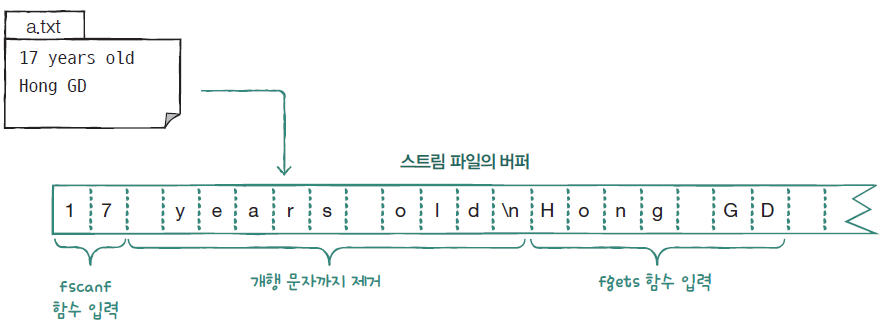 a.txt
17 years old
Hong GD
스트림 파일의 버퍼
1 7 y e a r s o l d \n H o n g G D
fscanf
함수 입력
개행 문자까지 제거
fgets 함수 입력